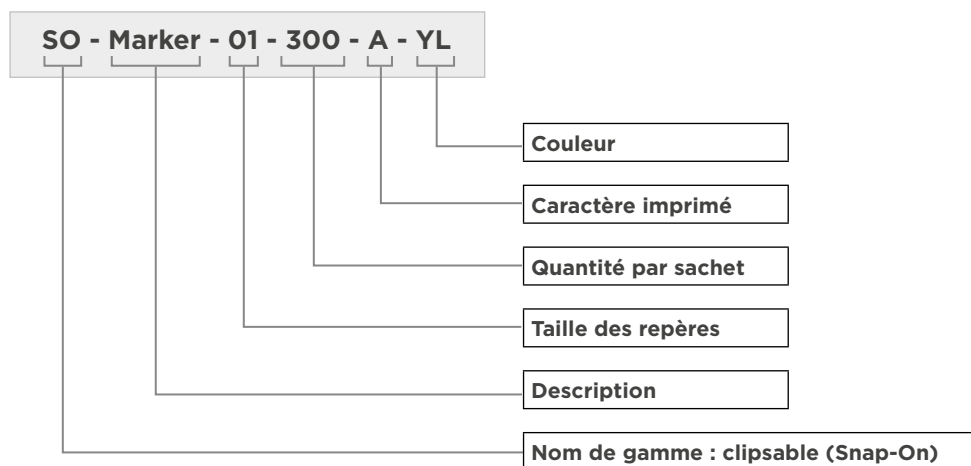 SO - Marker - 01 - 300 - A - YL
Couleur
Caractère imprimé
Quantité par sachet
Taille des repères
Description
Nom de gamme : clipsable (Snap-On)